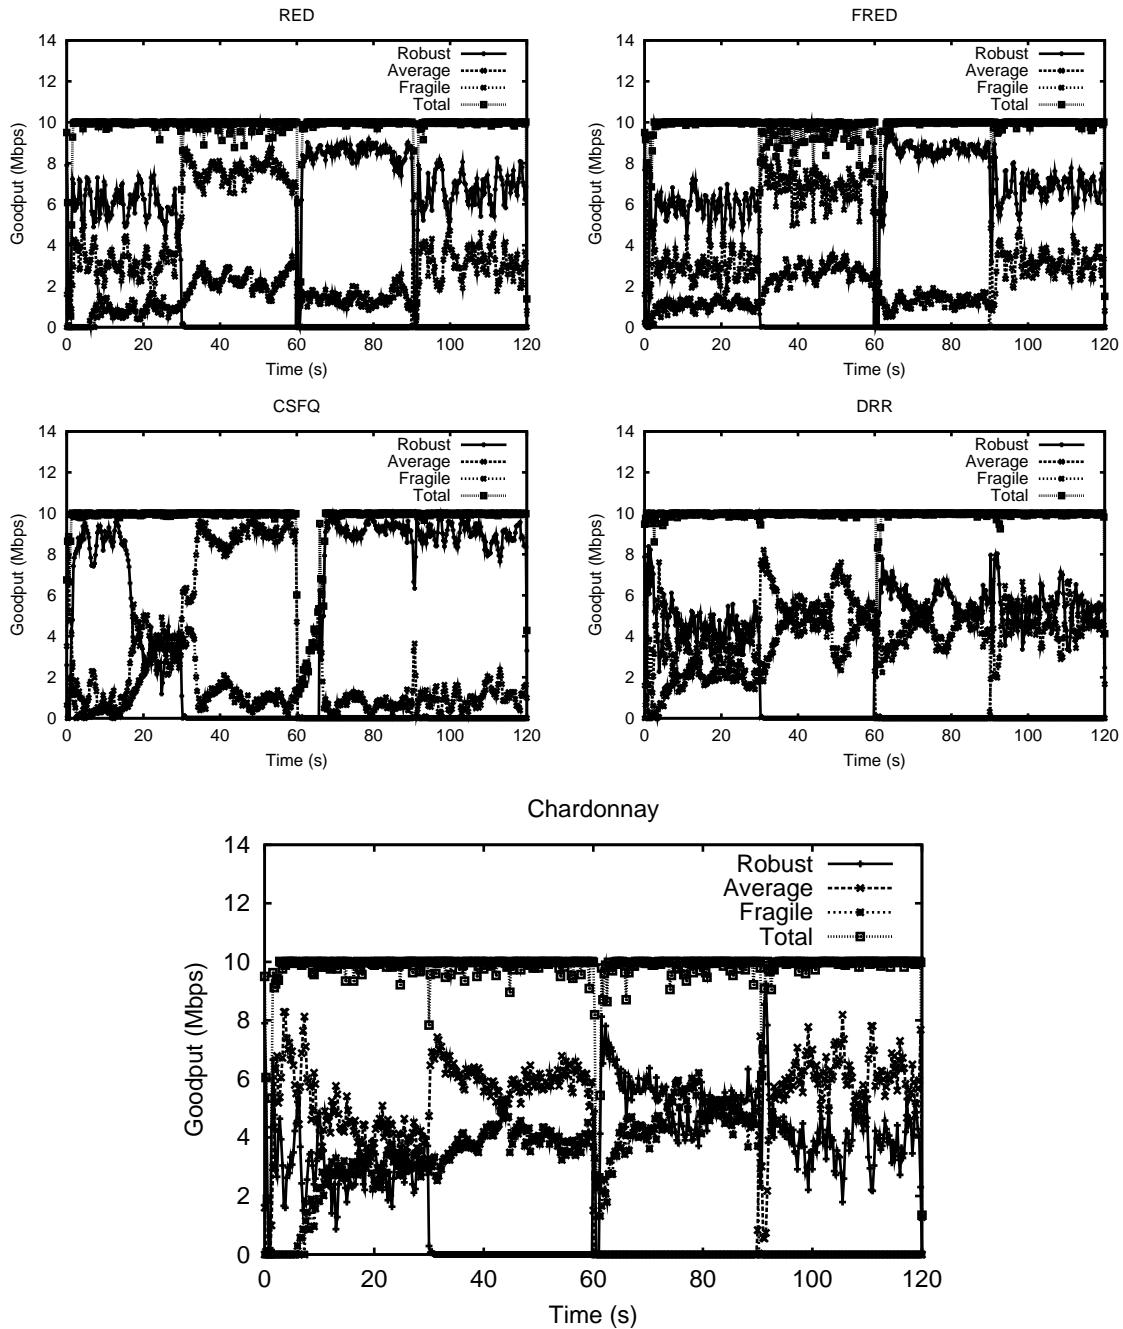 RED
Goodput (Mbps)
14
12
10
8
6
4
2
0
Robust
Average
Fragile
Total
0 20 40 60 80 100 120
Time (s)
FRED
Goodput (Mbps)
14
12
10
8
6
4
2
0
Robust
Average
Fragile
Total
0 20 40 60 80 100 120
Time (s)
CSFQ
Goodput (Mbps)
14
12
10
8
6
4
2
0
Robust
Average
Fragile
Total
0 20 40 60 80 100 120
Time (s)
DRR
Goodput (Mbps)
14
12
10
8
6
4
2
0
Robust
Average
Fragile
Total
0 20 40 60 80 100 120
Time (s)
Chardonnay
Goodput (Mbps)
14
12
10
8
6
4
2
0
Robust
Average
Fragile
Total
0 20 40 60 80 100 120
Time (s)